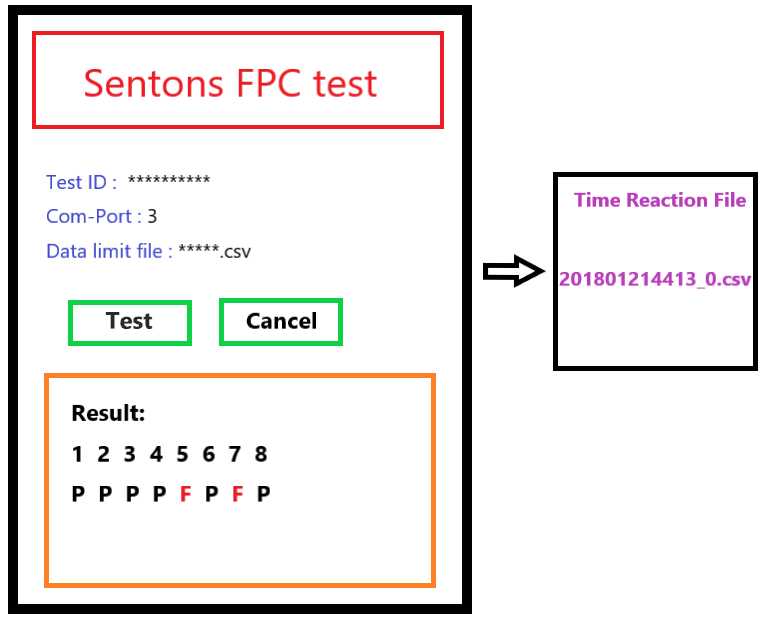 Sentons FPC test
Test ID : **********
Com-Port : 3
Data limit file : *****.csv
Test Cancel
Result:
1 2 3 4 5 6 7 8
P P P P F P F P
Time Reaction File
201801214413_0.csv